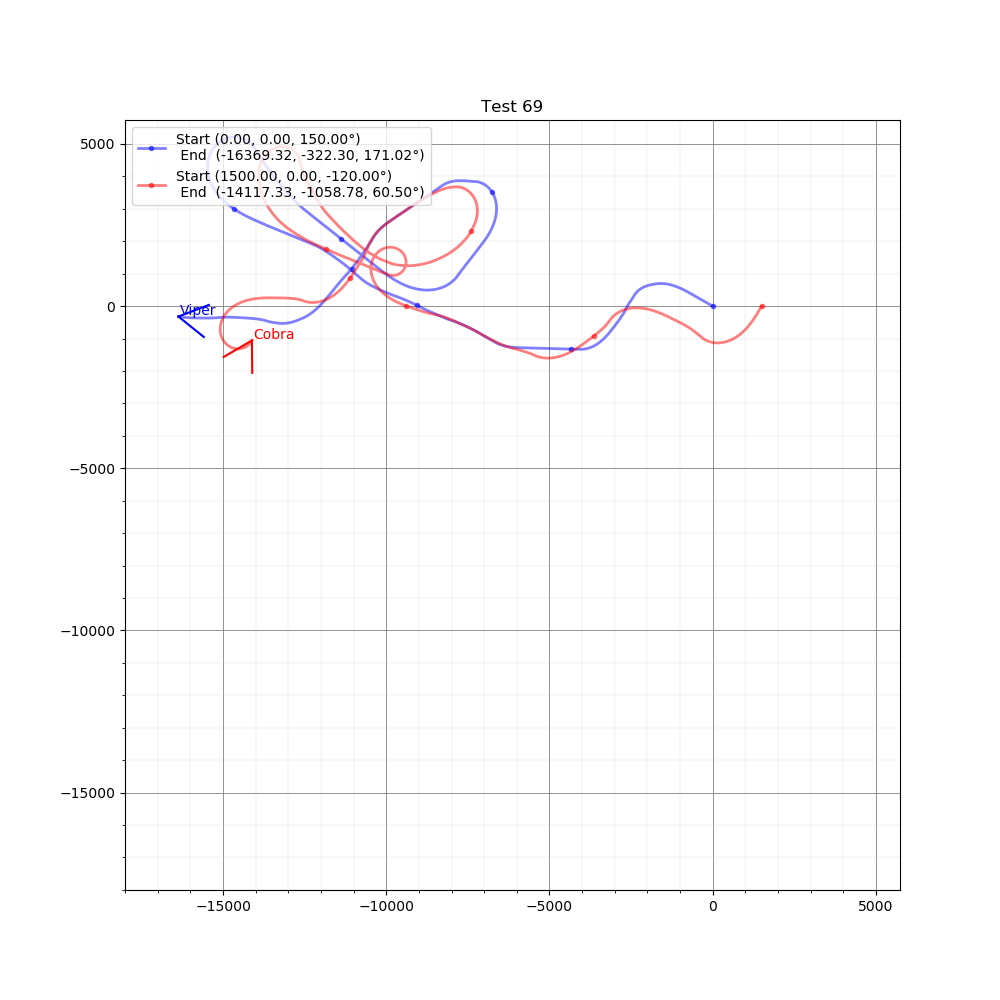 Test 69
Start (0.00, 0.00, 150.00°)
End (-16369.32, -322.30, 171.02°)
Start (1500.00, 0.00, -120.00°)
End (-14117.33, -1058.78, 60.50°)
5000
0
−5000
−10000
−15000
Viper
Cobra
−15000
−10000
−5000
0
5000